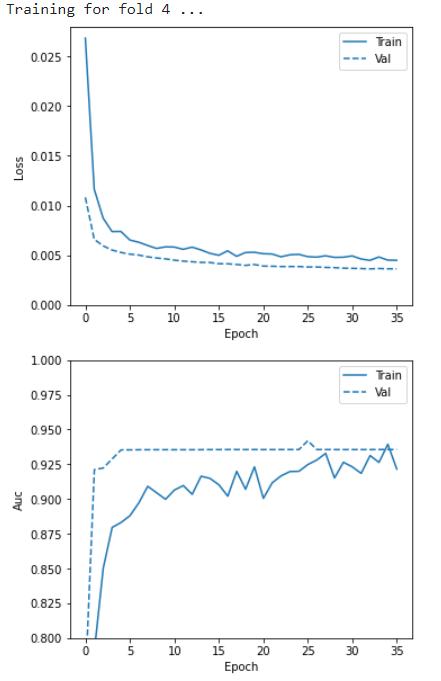 Training for fold 4 ...
Train
Val
0.025
0.020
0.015
0.010
0.005
0.000
Loss
0 5 10 15 20 25 30 35
Epoch
Train
Val
1.000
0.975
0.950
0.925
0.900
0.875
0.850
0.825
0.800
Auc
0 5 10 15 20 25 30 35
Epoch